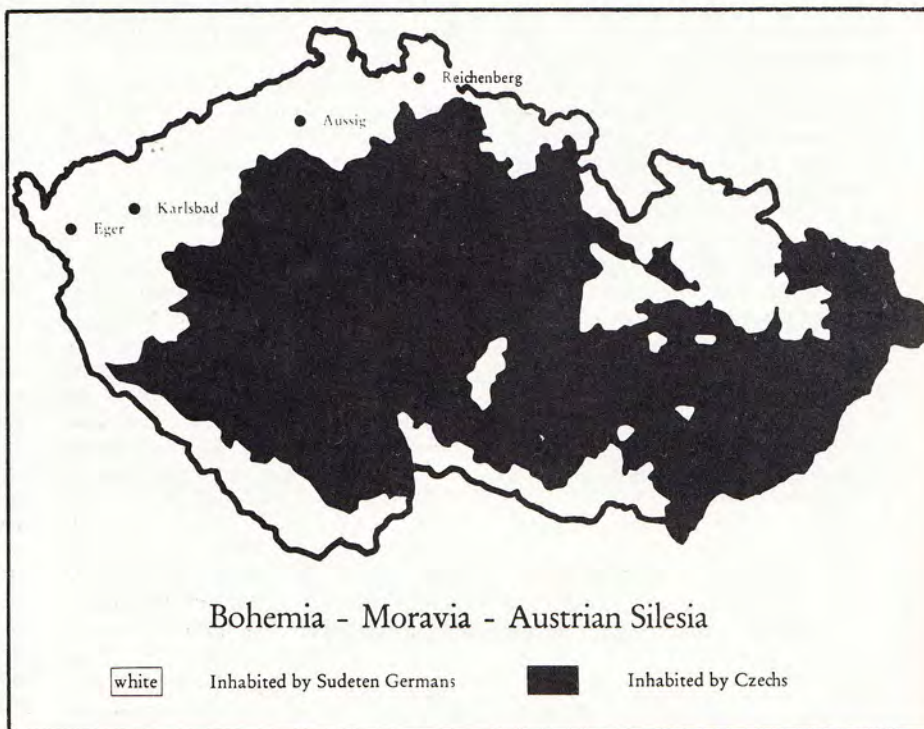 Reichenberg
Aussig
Karlsbad
Eger
Bohemia - Moravia - Austrian Silesia
white Inhabited by Sudeten Germans Inhabited by Czechs